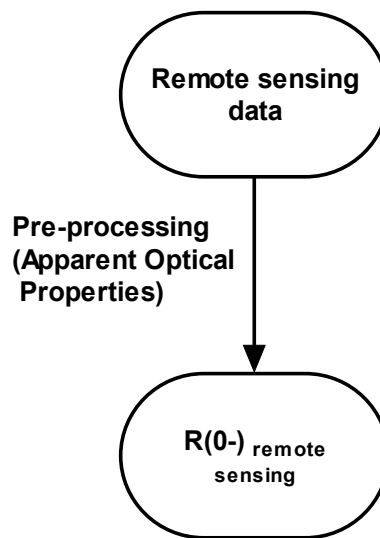 Remote sensing
data
Pre-processing
(Apparent Optical
Properties)
R(0-) remote
sensing